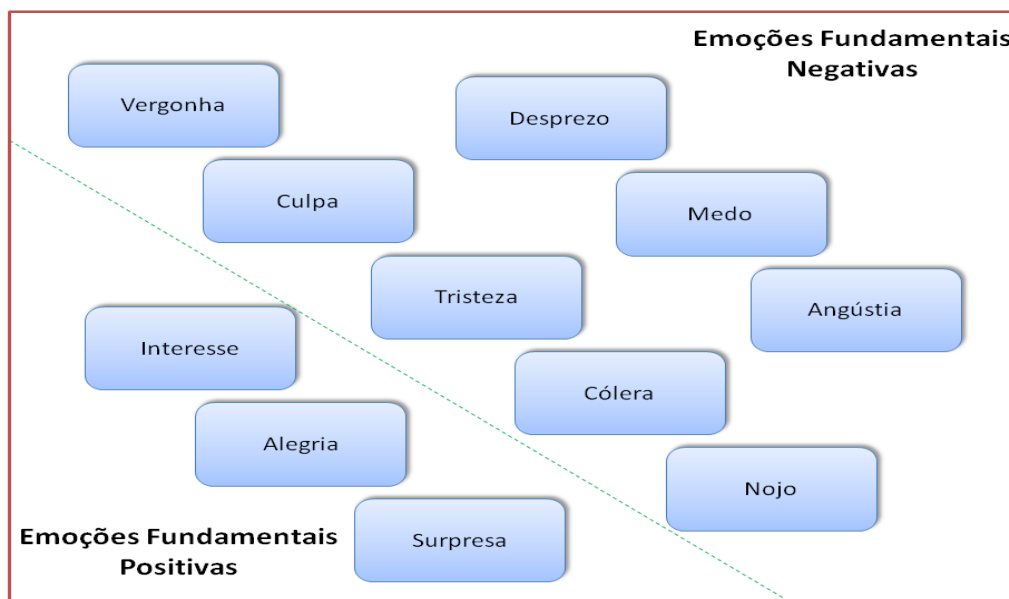 Emoções Fundamentais
Negativas
Vergonha
Desprezo
Culpa
Medo
Tristeza
Angústia
Interesse
Cólera
Alegria
Nojo
Emoções Fundamentais
Positivas
Surpresa